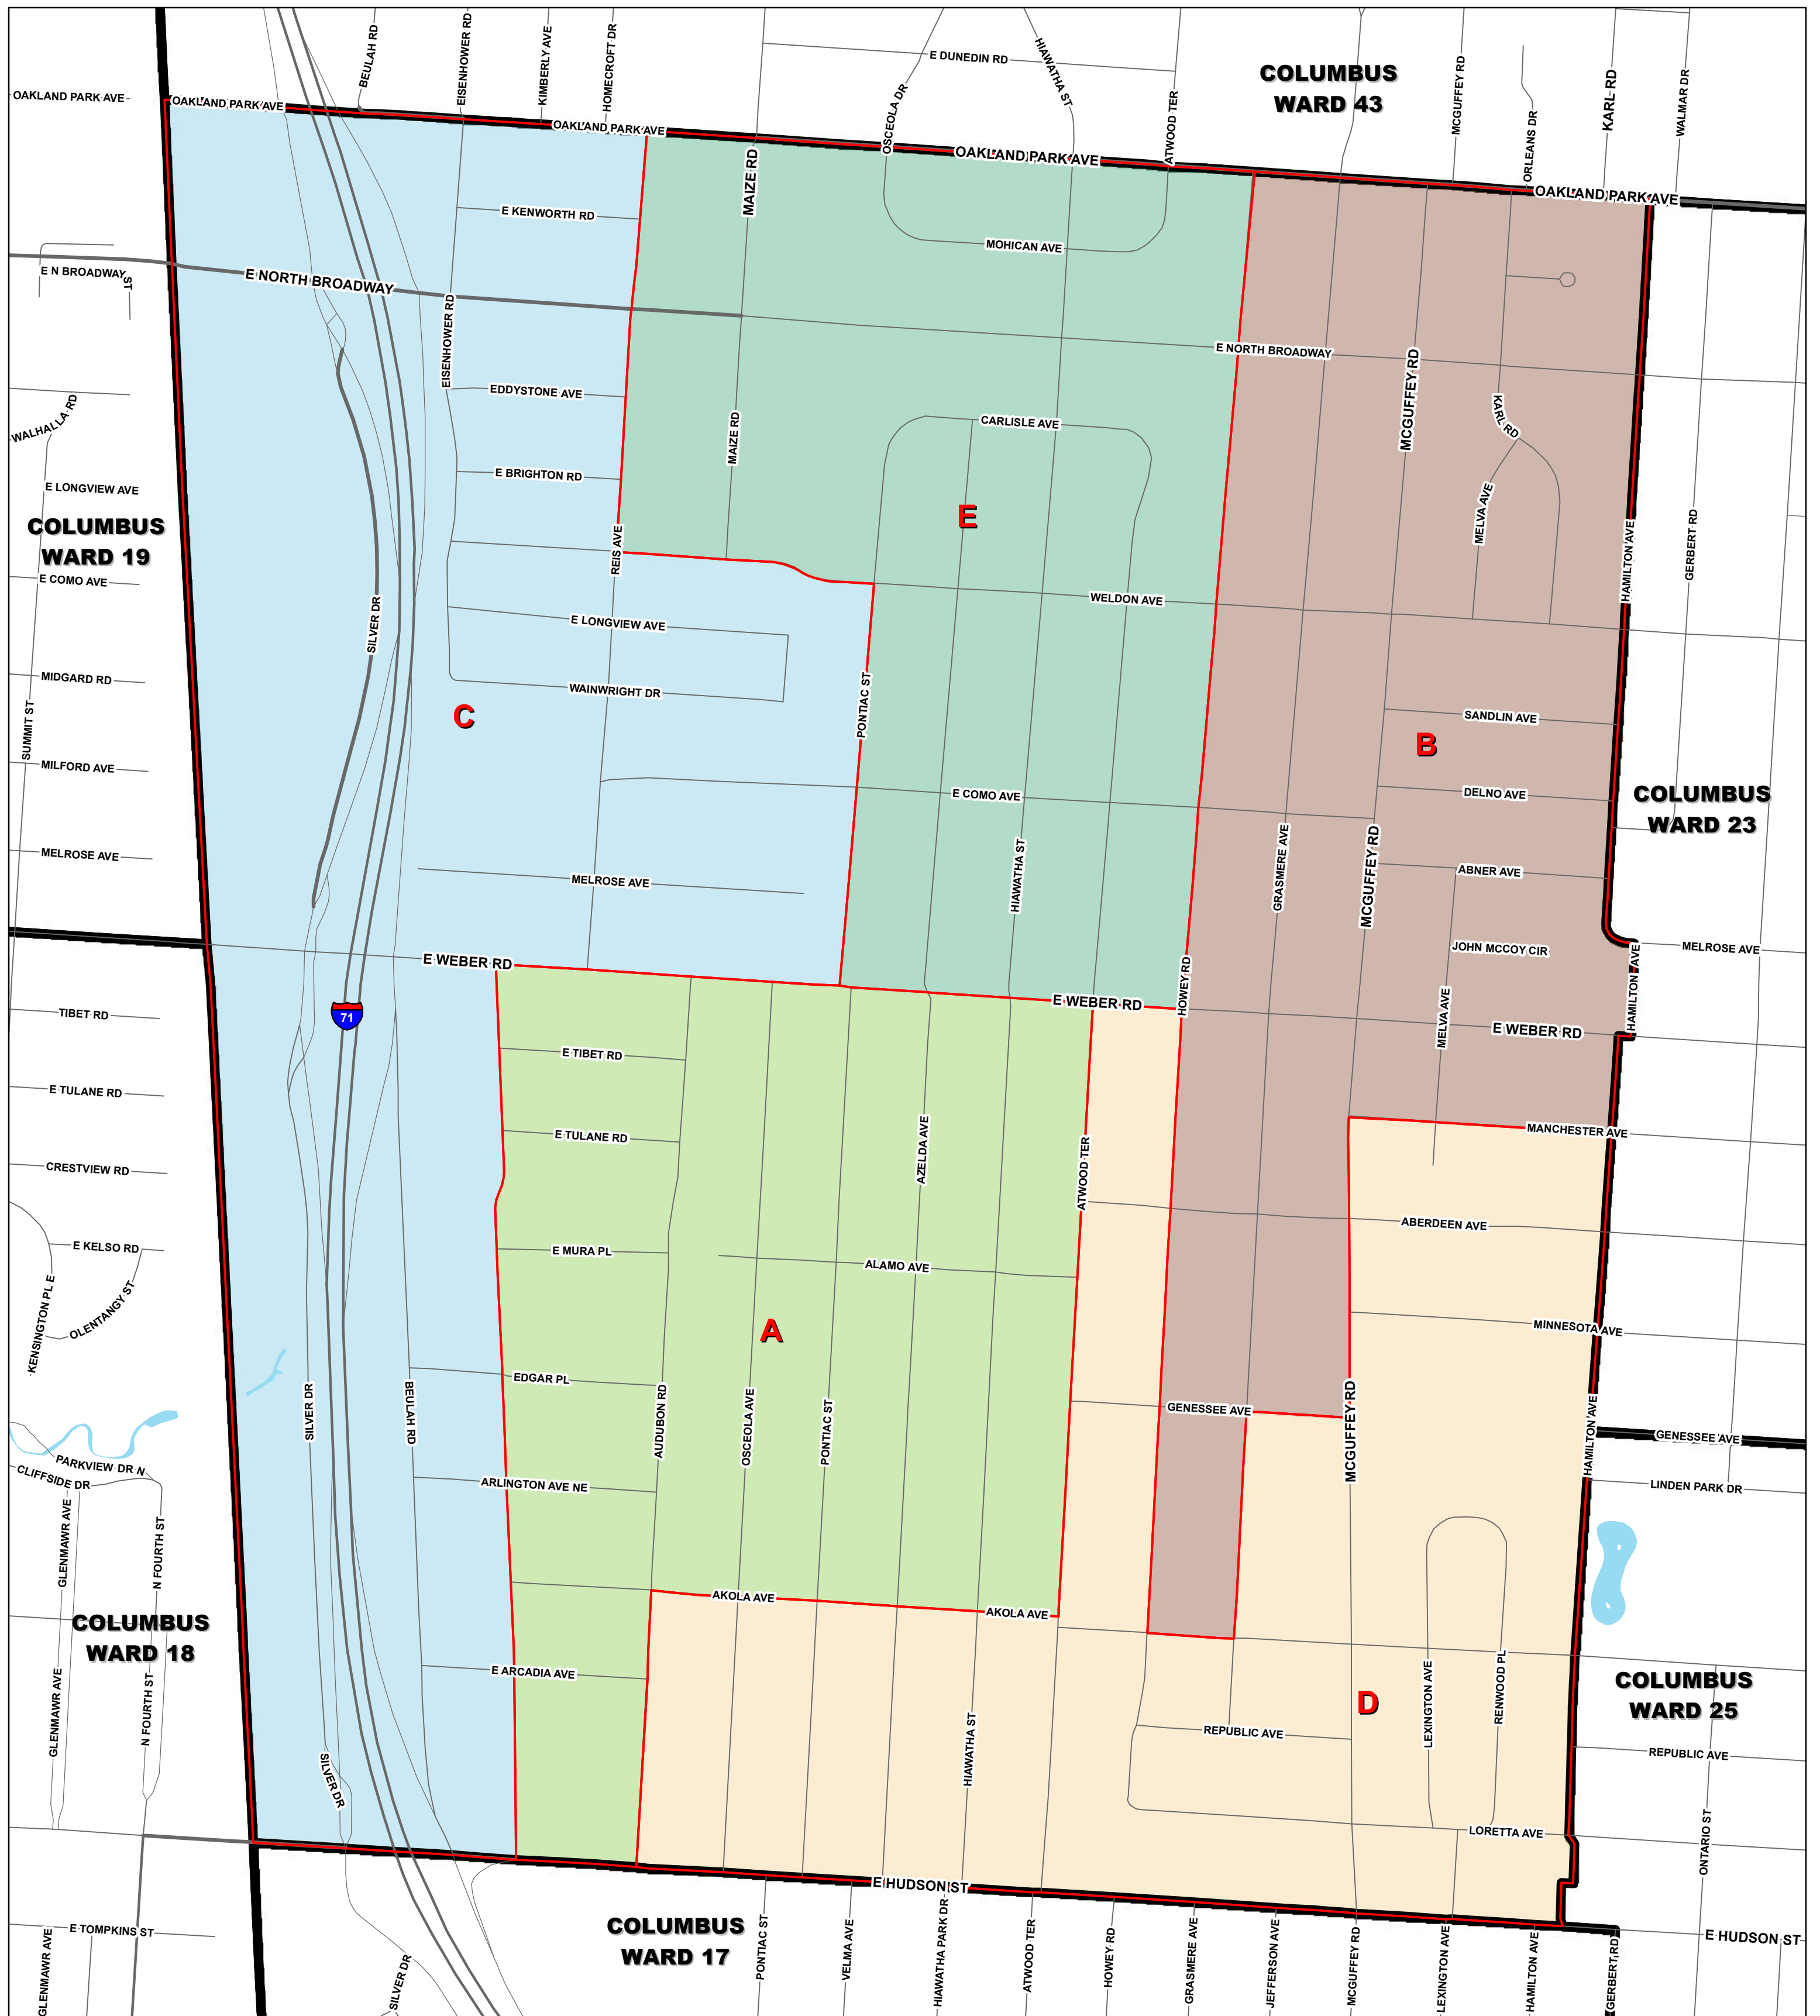 BEULAH RD
EISENHOWER RD
KIMBERLY AVE
HOMECROFT DR
E DUNEDIN RD
HIAWATHA ST
OSCEOLA DR
ATWOOD TER
COLUMBUS
WARD 43
MCGUFFEY RD
ORLEANS DR
KARL RD
WALMAR DR
OAKLAND PARK AVE
OAKLAND PARK AVE
OAKLAND PARK AVE
OAKLAND PARK AVE
OAKLAND PARK AVE
MAIZE RD
E KENWORTH RD
MOHICAN AVE
E N BROADWAY
ST
E NORTH BROADWAY
EISENHOWER RD
E NORTH BROADWAY
MCGUFFEY RD
EDDYSTONE AVE
WALHALLA RD
MAIZE RD
CARLISLE AVE
KARL RD
E BRIGHTON RD
E LONGVIEW AVE
MELVA AVE
COLUMBUS
WARD 19
E
REIS AVE
HAMILTON AVE
GERBERT RD
E COMO AVE
SILVER DR
E LONGVIEW AVE
WELDON AVE
MIDGARD RD
WAINWRIGHT DR
PONTIAC ST
SUMMIT ST
C
SANDLIN AVE
B
MILFORD AVE
E COMO AVE
DELNO AVE
COLUMBUS
WARD 23
MELROSE AVE
MELROSE AVE
HIAWATHA ST
GRASMERE AVE
MCGUFFEY RD
ABNER AVE
JOHN MCCOY CIR
MELROSE AVE
E WEBER RD
E WEBER RD
HOWEY RD
MELVA AVE
E WEBER RD
HAMILTON AVE
71
TIBET RD
E TIBET RD
E TULANE RD
E TULANE RD
AZELDA AVE
ATWOOD TER
MANCHESTER AVE
CRESTVIEW RD
ABERDEEN AVE
E KELSO RD
E MURA PL
ALAMO AVE
KENSINGTON PL E
OLENTANGY ST
A
MINNESOTA AVE
EDGAR PL
SILVER DR
BEULAH RD
AUDUBON RD
OSCEOLA AVE
PONTIAC ST
GENESSEE AVE
MCGUFFEY RD
HAMILTON AVE
GENESSEE AVE
PARKVIEW DR N
CLIFFSIDE DR
ARLINGTON AVE NE
LINDEN PARK DR
GLENMAWR AVE
N FOURTH ST
AKOLA AVE
AKOLA AVE
COLUMBUS
WARD 18
GLENMAWR AVE
N FOURTH ST
E ARCADIA AVE
COLUMBUS
WARD 25
D
LEXINGTON AVE
RENWOOD PL
HIAWATHA ST
REPUBLIC AVE
REPUBLIC AVE
SILVER DR
LORETTA AVE
ONTARIO ST
E HUDSON ST
E HUDSON ST
E TOMPKINS ST
COLUMBUS
WARD 17
GLENMAWR AVE
SILVER DR
PONTIAC ST
VELMA AVE
HIAWATHA PARK DR
ATWOOD TER
HOWEY RD
GRASMERE AVE
JEFFERSON AVE
MCGUFFEY RD
LEXINGTON AVE
HAMILTON AVE
GERBERT RD